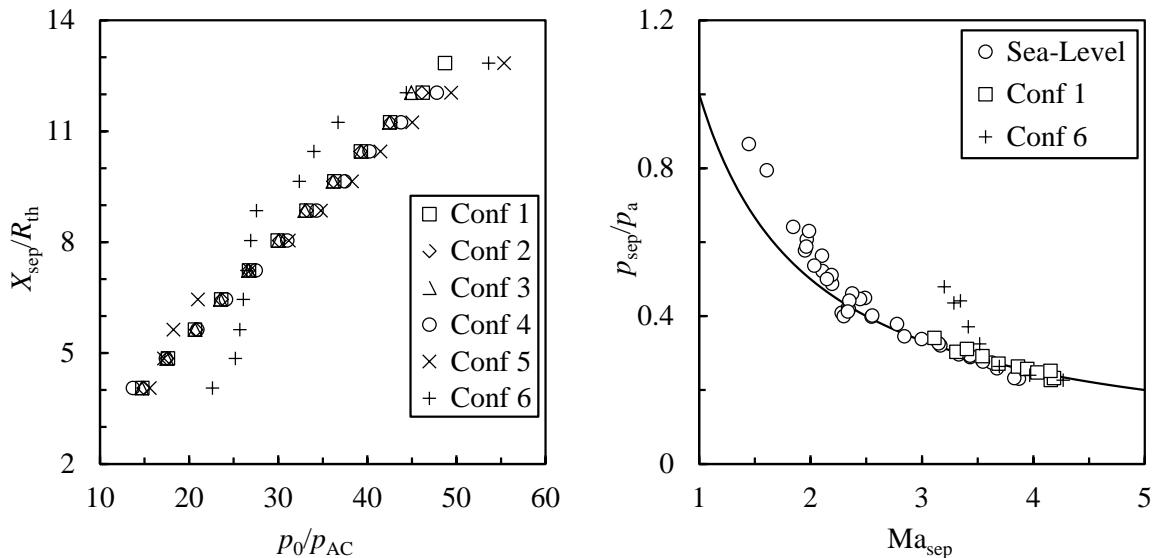 14
11
8
5
2
10 20 30 40 50 60
X_sep/R_th
p_0/p_AC
Conf 1
Conf 2
Conf 3
Conf 4
Conf 5
Conf 6
1.2
0.8
0.4
0
1 2 3 4 5
p_sep/p_a
Ma_sep
Sea-Level
Conf 1
Conf 6